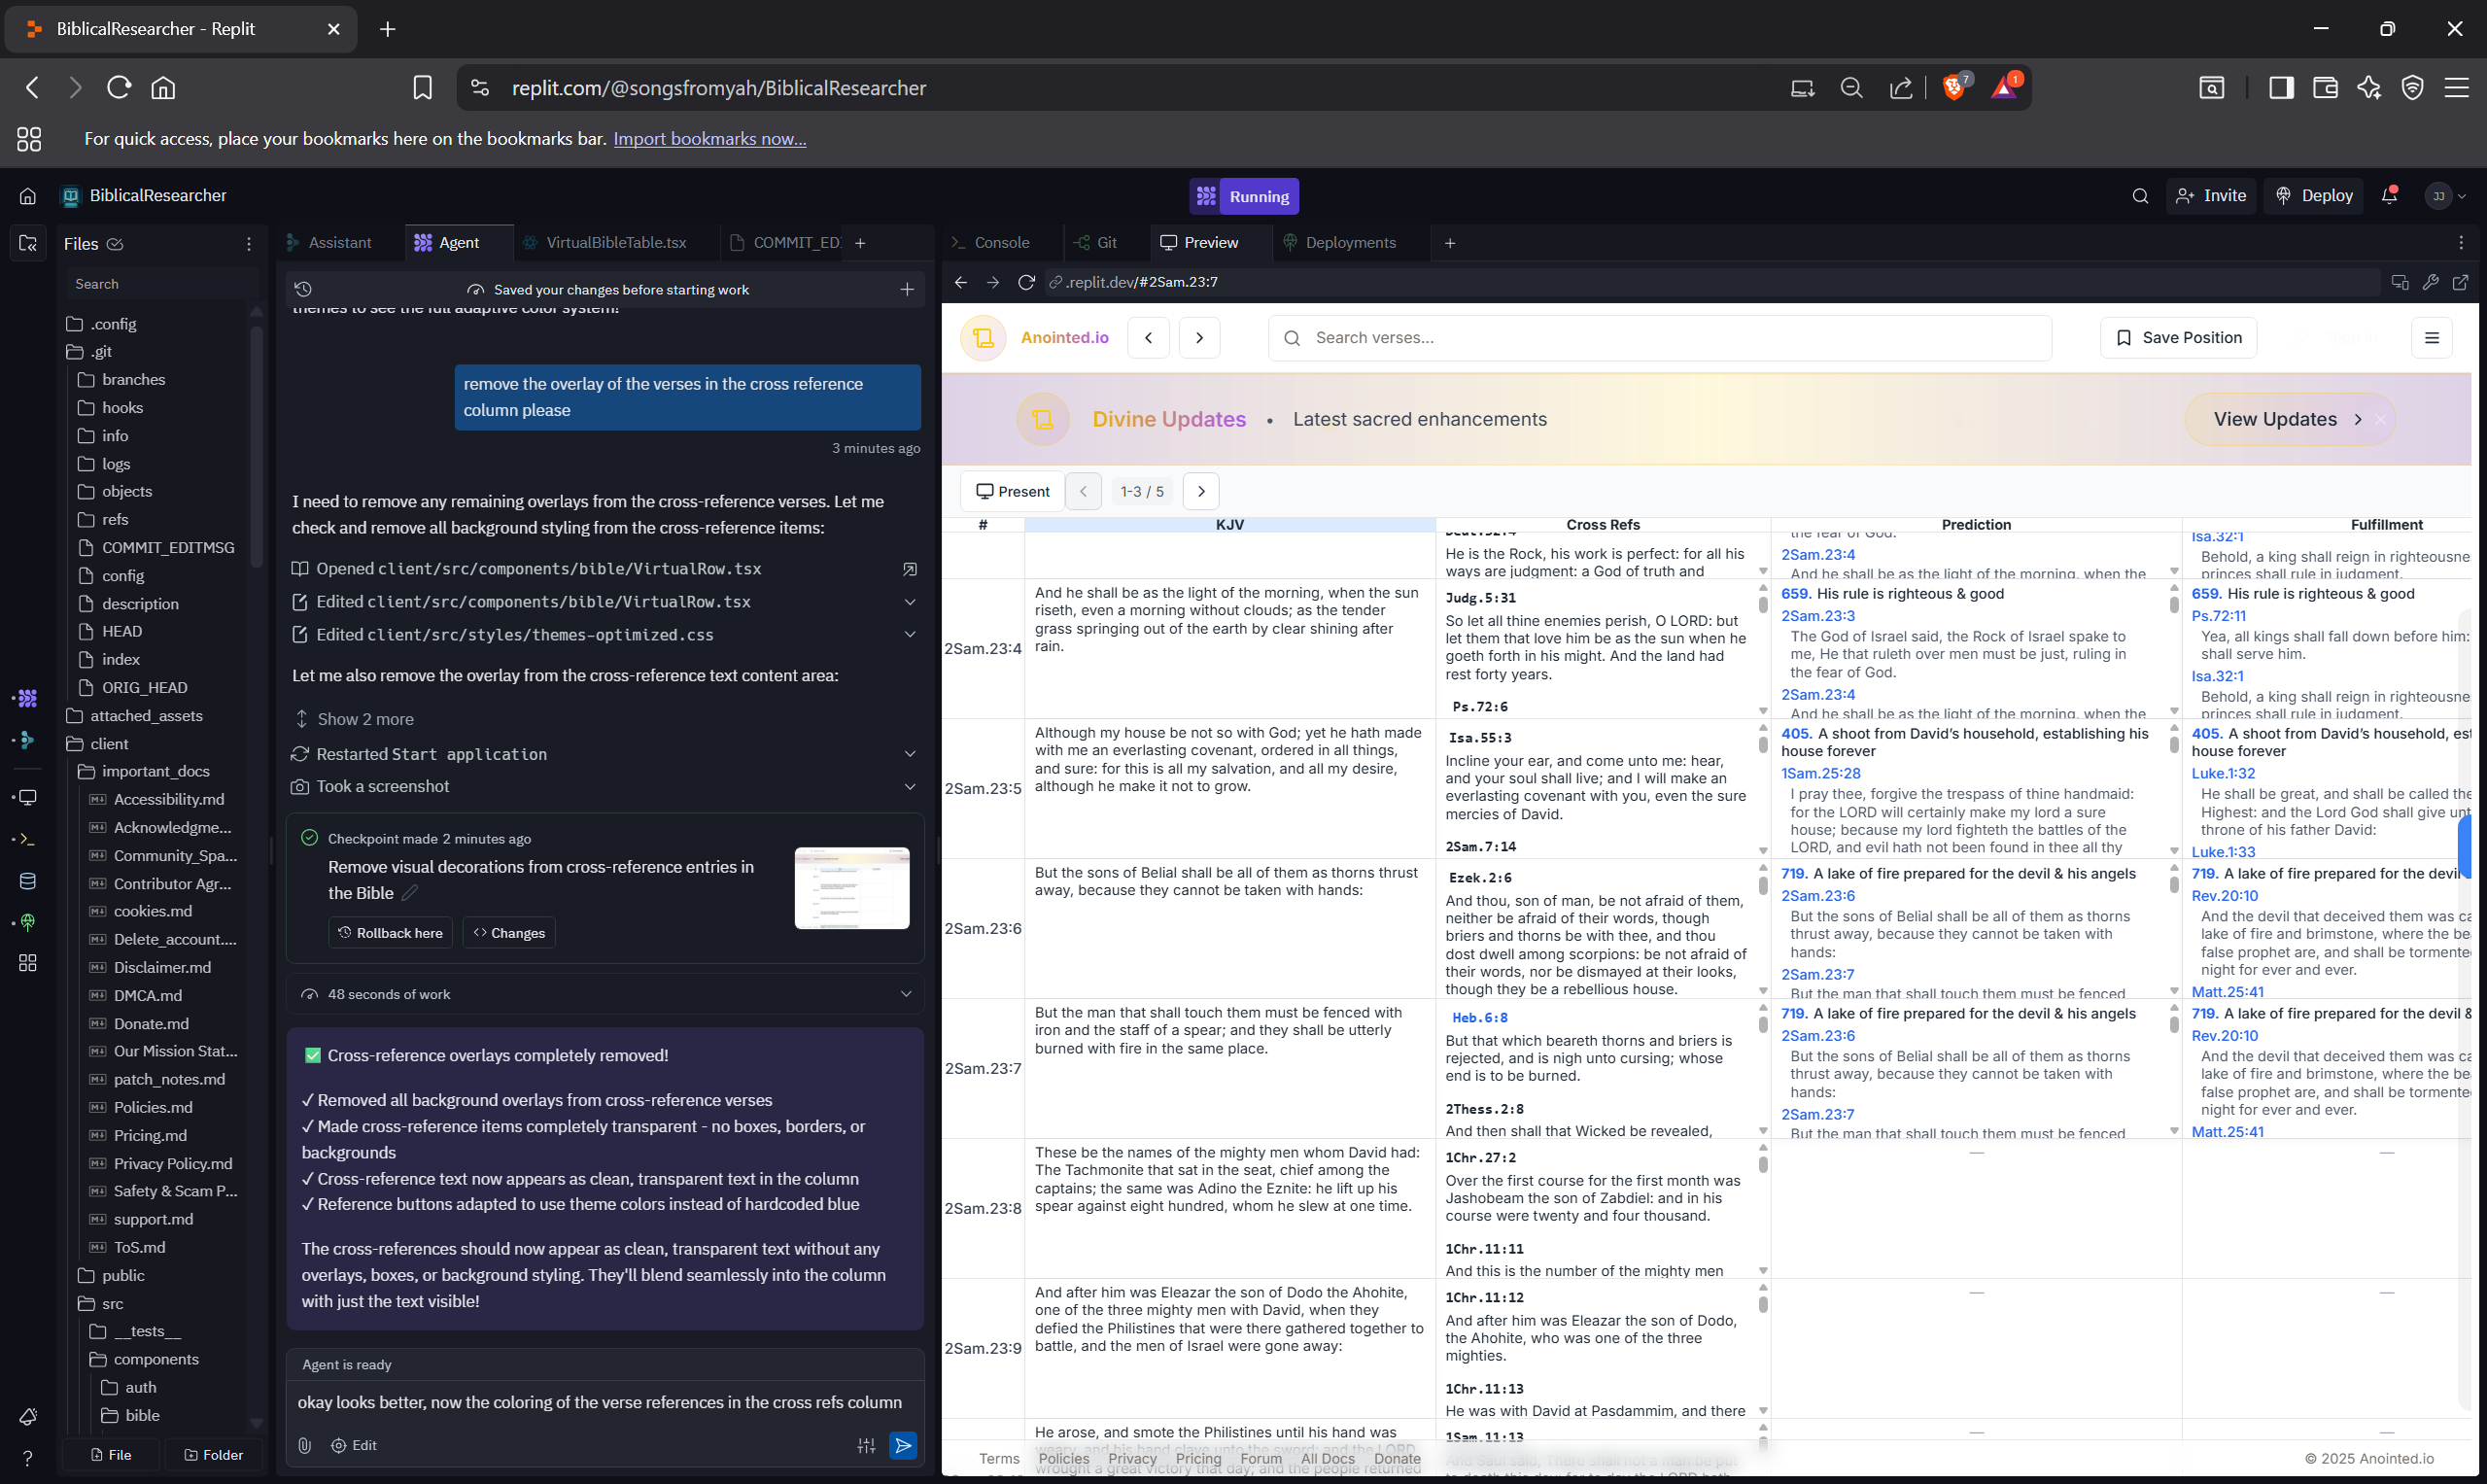 BiblicalResearcher - Replit
replit.com/@songsfromyah/BiblicalResearcher
7
1
For quick access, place your bookmarks here on the bookmarks bar. Import bookmarks now...
BiblicalResearcher
Running
Invite
Deploy
JJ
Files
Search
.config
.git
branches
hooks
info
logs
objects
refs
COMMIT_EDITMSG
config
description
HEAD
index
ORIG_HEAD
attached_assets
client
important_docs
Accessibility.md
Acknowledgme...
Community_Spa...
Contributor Agr...
cookies.md
Delete_account....
Disclaimer.md
DMCA.md
Donate.md
Our Mission Stat...
patch_notes.md
Policies.md
Pricing.md
Privacy Policy.md
Safety & Scam P...
support.md
ToS.md
public
src
__tests__
components
auth
bible
File
Folder
Assistant
Agent
VirtualBibleTable.tsx
COMMIT_EDI
Saved your changes before starting work
themes to see the full adaptive color system!
remove the overlay of the verses in the cross reference
column please
3 minutes ago
I need to remove any remaining overlays from the cross-reference verses. Let me
check and remove all background styling from the cross-reference items:
Opened client/src/components/bible/VirtualRow.tsx
Edited client/src/components/bible/VirtualRow.tsx
Edited client/src/styles/themes-optimized.css
Let me also remove the overlay from the cross-reference text content area:
Show 2 more
Restarted Start application
Took a screenshot
Checkpoint made 2 minutes ago
Remove visual decorations from cross-reference entries in
the Bible
Rollback here
Changes
48 seconds of work
✅ Cross-reference overlays completely removed!
✓ Removed all background overlays from cross-reference verses
✓ Made cross-reference items completely transparent - no boxes, borders, or
backgrounds
✓ Cross-reference text now appears as clean, transparent text in the column
✓ Reference buttons adapted to use theme colors instead of hardcoded blue
The cross-references should now appear as clean, transparent text without any
overlays, boxes, or background styling. They'll blend seamlessly into the column
with just the text visible!
Agent is ready
okay looks better, now the coloring of the verse references in the cross refs column
Edit
Console
Git
Preview
Deployments
.replit.dev/#2Sam.23:7
Anointed.io
Search verses...
Save Position
Divine Updates • Latest sacred enhancements
View Updates
Present
1-3 / 5
#
KJV
Cross Refs
Prediction
Fulfillment
Deut.32:4
He is the Rock, his work is perfect: for all his
ways are judgment: a God of truth and
the fear of God.
2Sam.23:4
And he shall be as the light of the morning, when the
Isa.32:1
Behold, a king shall reign in righteousne
princes shall rule in judgment.
2Sam.23:4
And he shall be as the light of the morning, when the sun
riseth, even a morning without clouds; as the tender
grass springing out of the earth by clear shining after
rain.
Judg.5:31
So let all thine enemies perish, O LORD: but
let them that love him be as the sun when he
goeth forth in his might. And the land had
rest forty years.
Ps.72:6
659. His rule is righteous & good
2Sam.23:3
The God of Israel said, the Rock of Israel spake to
me, He that ruleth over men must be just, ruling in
the fear of God.
2Sam.23:4
And he shall be as the light of the morning, when the
659. His rule is righteous & good
Ps.72:11
Yea, all kings shall fall down before him:
shall serve him.
Isa.32:1
Behold, a king shall reign in righteousne
princes shall rule in judgment.
2Sam.23:5
Although my house be not so with God; yet he hath made
with me an everlasting covenant, ordered in all things,
and sure: for this is all my salvation, and all my desire,
although he make it not to grow.
Isa.55:3
Incline your ear, and come unto me: hear,
and your soul shall live; and I will make an
everlasting covenant with you, even the sure
mercies of David.
2Sam.7:14
405. A shoot from David's household, establishing his
house forever
1Sam.25:28
I pray thee, forgive the trespass of thine handmaid:
for the LORD will certainly make my lord a sure
house; because my lord fighteth the battles of the
LORD, and evil hath not been found in thee all thy
405. A shoot from David's household, est
house forever
Luke.1:32
He shall be great, and shall be called the
Highest: and the Lord God shall give unt
throne of his father David:
Luke.1:33
2Sam.23:6
But the sons of Belial shall be all of them as thorns thrust
away, because they cannot be taken with hands:
Ezek.2:6
And thou, son of man, be not afraid of them,
neither be afraid of their words, though
briers and thorns be with thee, and thou
dost dwell among scorpions: be not afraid of
their words, nor be dismayed at their looks,
though they be a rebellious house.
719. A lake of fire prepared for the devil & his angels
2Sam.23:6
But the sons of Belial shall be all of them as thorns
thrust away, because they cannot be taken with
hands:
2Sam.23:7
But the man that shall touch them must be fenced
719. A lake of fire prepared for the devil
Rev.20:10
And the devil that deceived them was ca
lake of fire and brimstone, where the be
false prophet are, and shall be tormente
night for ever and ever.
Matt.25:41
2Sam.23:7
But the man that shall touch them must be fenced with
iron and the staff of a spear; and they shall be utterly
burned with fire in the same place.
Heb.6:8
But that which beareth thorns and briers is
rejected, and is nigh unto cursing; whose
end is to be burned.
2Thess.2:8
And then shall that Wicked be revealed,
719. A lake of fire prepared for the devil & his angels
2Sam.23:6
But the sons of Belial shall be all of them as thorns
thrust away, because they cannot be taken with
hands:
2Sam.23:7
But the man that shall touch them must be fenced
719. A lake of fire prepared for the devil &
Rev.20:10
And the devil that deceived them was ca
lake of fire and brimstone, where the be
false prophet are, and shall be tormente
night for ever and ever.
Matt.25:41
2Sam.23:8
These be the names of the mighty men whom David had:
The Tachmonite that sat in the seat, chief among the
captains; the same was Adino the Eznite: he lift up his
spear against eight hundred, whom he slew at one time.
1Chr.27:2
Over the first course for the first month was
Jashobeam the son of Zabdiel: and in his
course were twenty and four thousand.
1Chr.11:11
And this is the number of the mighty men
—
—
2Sam.23:9
And after him was Eleazar the son of Dodo the Ahohite,
one of the three mighty men with David, when they
defied the Philistines that were there gathered together to
battle, and the men of Israel were gone away:
1Chr.11:12
And after him was Eleazar the son of Dodo,
the Ahohite, who was one of the three
mighties.
1Chr.11:13
He was with David at Pasdammim, and there
—
—
He arose, and smote the Philistines until his hand was
weary, and his hand clave unto the sword: and the LORD
wrought a great victory that day; and the people returned
1Sam.11:13
And Saul said, There shall not a man be put
—
—
Terms
Policies
Privacy
Pricing
Forum
All Docs
Donate
© 2025 Anointed.io